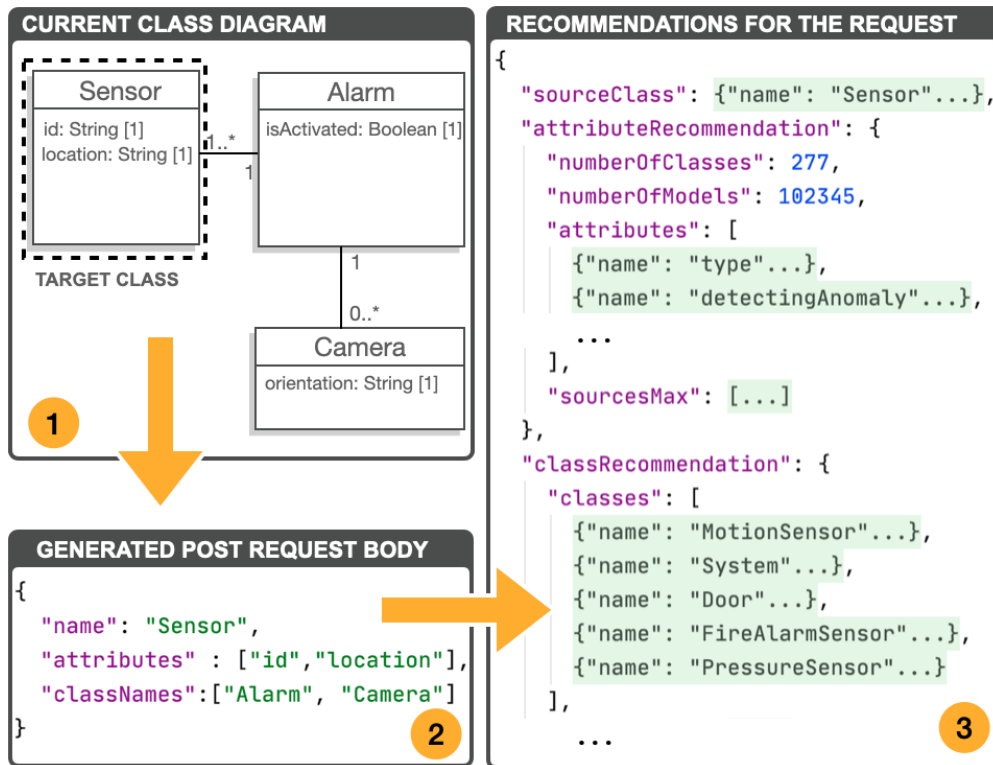 CURRENT CLASS DIAGRAM
Sensor
id: String [1]
location: String [1]
TARGET CLASS
1..*
1
Alarm
isActivated: Boolean [1]
1
0..*
Camera
orientation: String [1]
1
GENERATED POST REQUEST BODY
{
"name": "Sensor",
"attributes" : ["id","location"],
"classNames":["Alarm", "Camera"]
}
2
RECOMMENDATIONS FOR THE REQUEST
{
"sourceClass": {"name": "Sensor"...},
"attributeRecommendation": {
"numberOfClasses": 277,
"numberOfModels": 102345,
"attributes": [
{"name": "type"...},
{"name": "detectingAnomaly"...},
...
],
"sourcesMax": [...]
},
"classRecommendation": {
"classes": [
{"name": "MotionSensor"...},
{"name": "System"...},
{"name": "Door"...},
{"name": "FireAlarmSensor"...},
{"name": "PressureSensor"...}
],
...
3